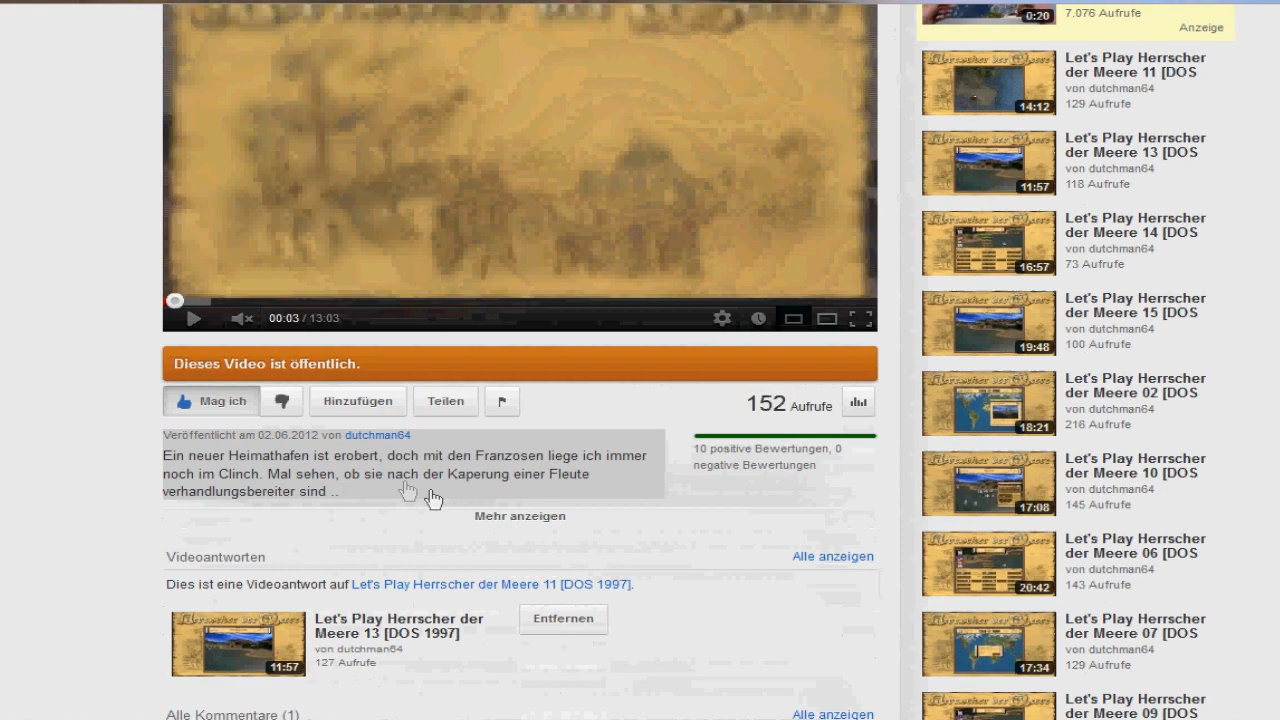 00:03 / 13:03
Dieses Video ist öffentlich.
Mag ich
Hinzufügen
Teilen
152 Aufrufe
Veröffentlicht am 02.06.2012 von dutchman64
Ein neuer Heimathafen ist erobert, doch mit den Franzosen liege ich immer
noch im Clinch. Mal sehen, ob sie nach der Kaperung einer Fleute
verhandlungsbereiter sind ..
10 positive Bewertungen, 0
negative Bewertungen
Mehr anzeigen
Videoantworten
Alle anzeigen
Dies ist eine Videoantwort auf Let's Play Herrscher der Meere 11 [DOS 1997].
11:57
Let's Play Herrscher der
Meere 13 [DOS 1997]
von dutchman64
127 Aufrufe
Entfernen
Alle Kommentare (1)
Alle anzeigen
0:20
7.076 Aufrufe
Anzeige
14:12
Let's Play Herrscher
der Meere 11 [DOS
von dutchman64
129 Aufrufe
11:57
Let's Play Herrscher
der Meere 13 [DOS
von dutchman64
118 Aufrufe
16:57
Let's Play Herrscher
der Meere 14 [DOS
von dutchman64
73 Aufrufe
19:48
Let's Play Herrscher
der Meere 15 [DOS
von dutchman64
100 Aufrufe
18:21
Let's Play Herrscher
der Meere 02 [DOS
von dutchman64
216 Aufrufe
17:08
Let's Play Herrscher
der Meere 10 [DOS
von dutchman64
145 Aufrufe
20:42
Let's Play Herrscher
der Meere 06 [DOS
von dutchman64
143 Aufrufe
17:34
Let's Play Herrscher
der Meere 07 [DOS
von dutchman64
129 Aufrufe
Let's Play Herrscher
der Meere 09 [DOS